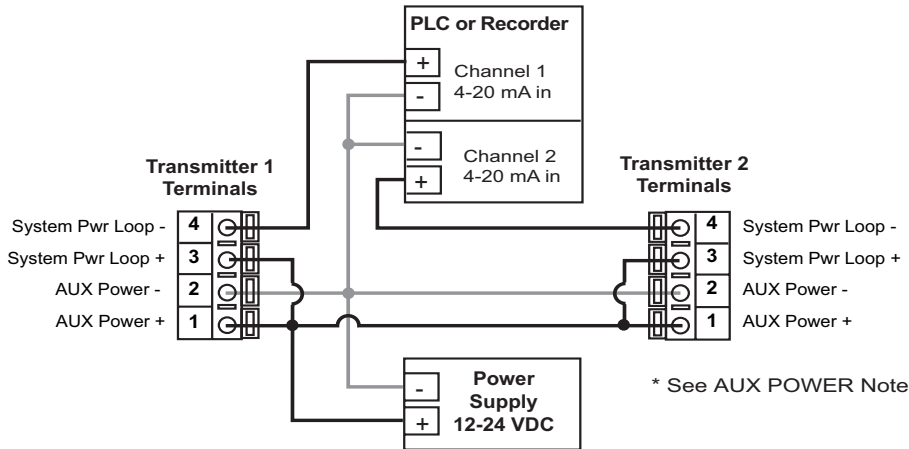 PLC or Recorder
+
Channel 1
4-20 mA in
-
-
Channel 2
4-20 mA in
+
Transmitter 1
Terminals
System Pwr Loop - 4
System Pwr Loop + 3
AUX Power - 2
AUX Power + 1
Transmitter 2
Terminals
4 System Pwr Loop -
3 System Pwr Loop +
2 AUX Power -
1 AUX Power +
-
+
Power
Supply
12-24 VDC
* See AUX POWER Note